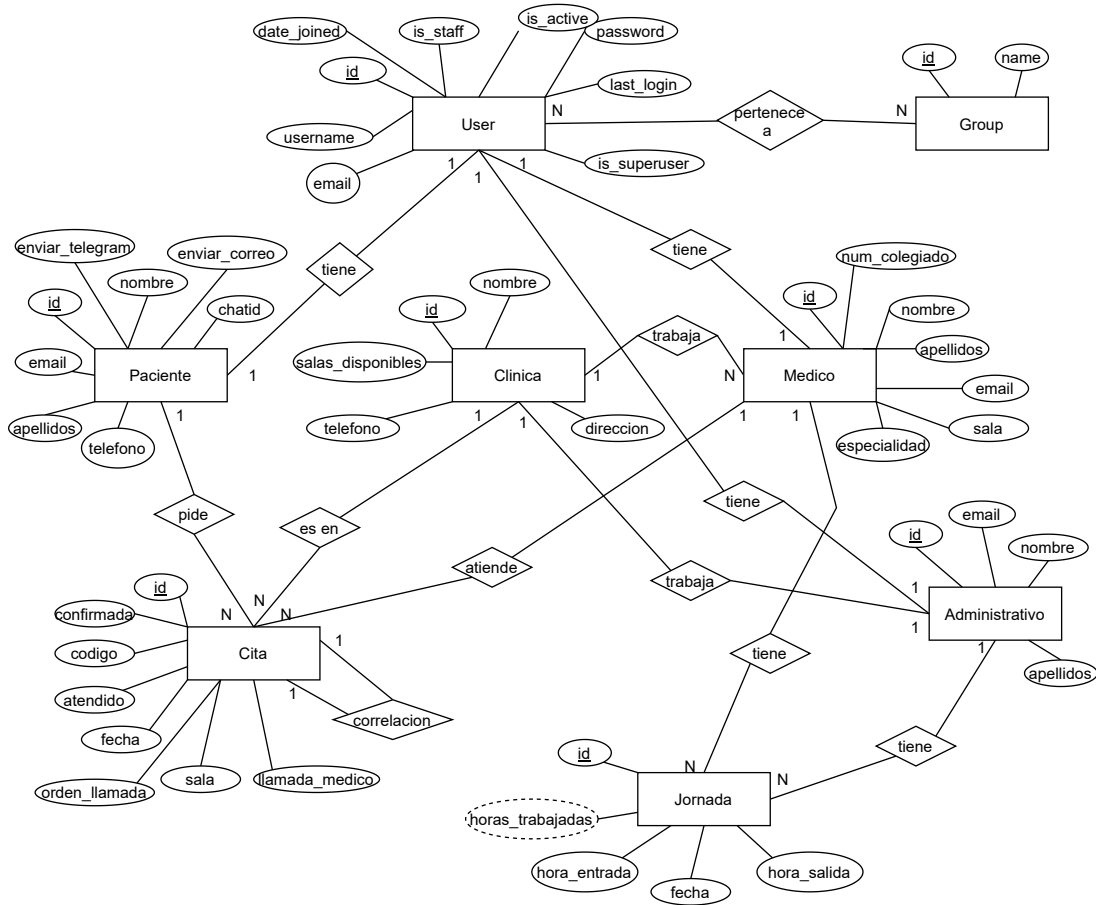 is_active
date_joined
is_staff
password
id
last_login
username
User
email
is_superuser
N
1
1
1
pertenece
a
N
id
name
Group
tiene
tiene
enviar_telegram
enviar_correo
nombre
id
chatid
email
Paciente
1
apellidos
telefono
1
nombre
id
salas_disponibles
Clinica
1
telefono
direccion
1
1
trabaja
N
num_colegiado
id
nombre
apellidos
Medico
email
sala
especialidad
1
1
pide
es en
atiende
tiene
trabaja
id
email
nombre
1
Administrativo
1
1
apellidos
id
N
N
N
confirmada
codigo
Cita
1
atendido
1
fecha
correlacion
orden_llamada
sala
llamada_medico
tiene
tiene
id
N
N
Jornada
horas_trabajadas
hora_entrada
fecha
hora_salida